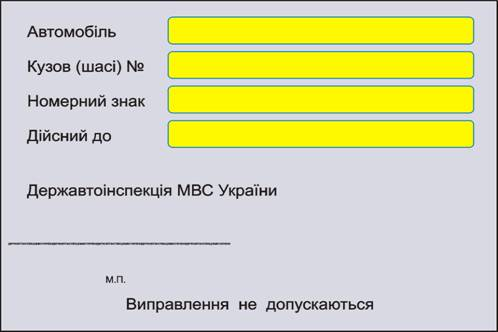 Автомобіль
Кузов (шасі) №
Номерний знак
Дійсний до
Державтоінспекція МВС України
М.П.
Виправлення не допускаються